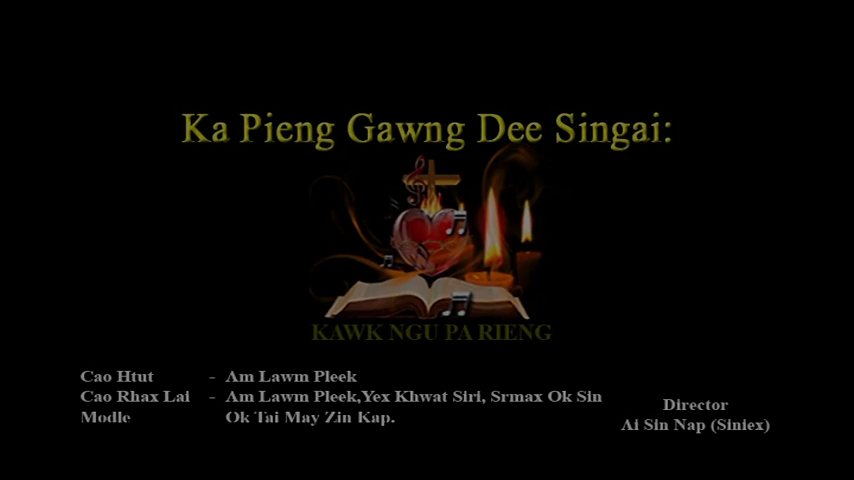 Ka Pieng Gawng Dee Singai:
KAWK NGU PA RIENG
Cao Htut - Am Lawm Pleek
Cao Rhax Lai - Am Lawm Pleek,Yex Khwat Siri, Srmax Ok Sin
Modle Ok Tai May Zin Kap.
Director
Ai Sin Nap (Siniex)